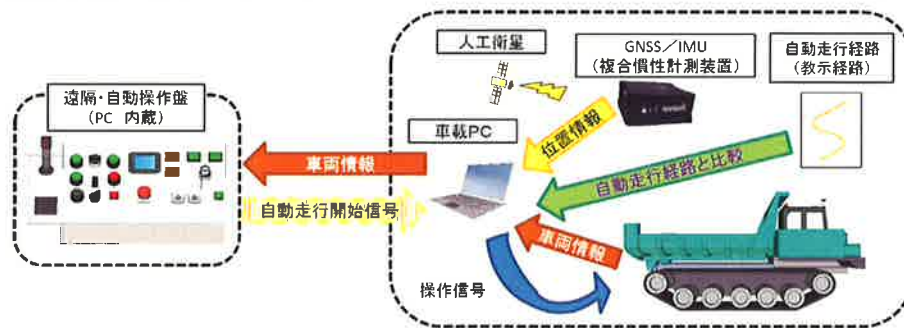 遠隔・自動操作盤
(PC 内蔵)
車両情報
自動走行開始信号
人工衛星
GNSS/IMU
(複合慣性計測装置)
自動走行経路
(教示経路)
車載PC
位置情報
自動走行経路と比較
車両情報
操作信号